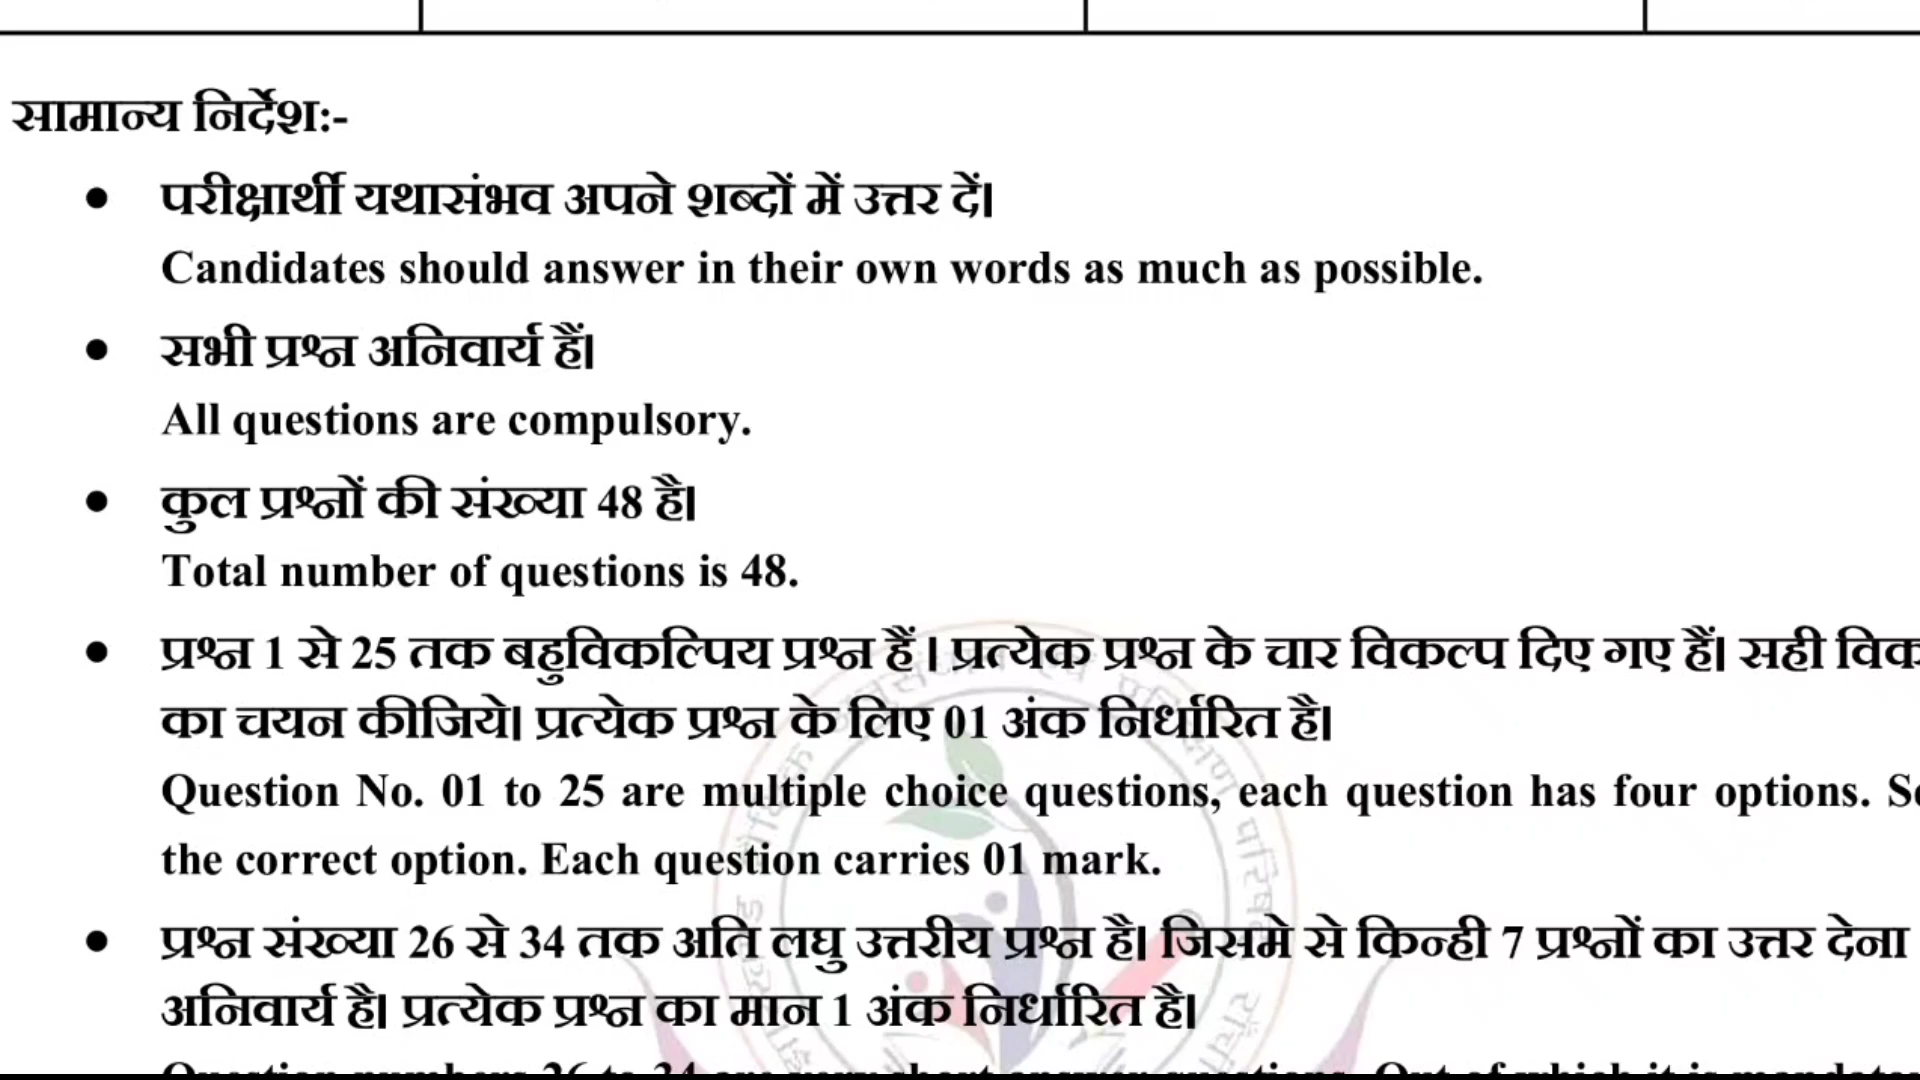 सामान्य निर्देश:-
● परीक्षार्थी यथासंभव अपने शब्दों में उत्तर दें।
Candidates should answer in their own words as much as possible.
● सभी प्रश्न अनिवार्य हैं।
All questions are compulsory.
● कुल प्रश्नों की संख्या 48 है।
Total number of questions is 48.
● प्रश्न 1 से 25 तक बहुविकल्पिय प्रश्न हैं । प्रत्येक प्रश्न के चार विकल्प दिए गए हैं। सही
का चयन कीजिये। प्रत्येक प्रश्न के लिए 01 अंक निर्धारित है।
Question No. 01 to 25 are multiple choice questions, each question has four options.
the correct option. Each question carries 01 mark.
● प्रश्न संख्या 26 से 34 तक अति लघु उत्तरीय प्रश्न है। जिसमे से किन्ही 7 प्रश्नों का उत्तर देना
अनिवार्य है। प्रत्येक प्रश्न का मान 1 अंक निर्धारित है।